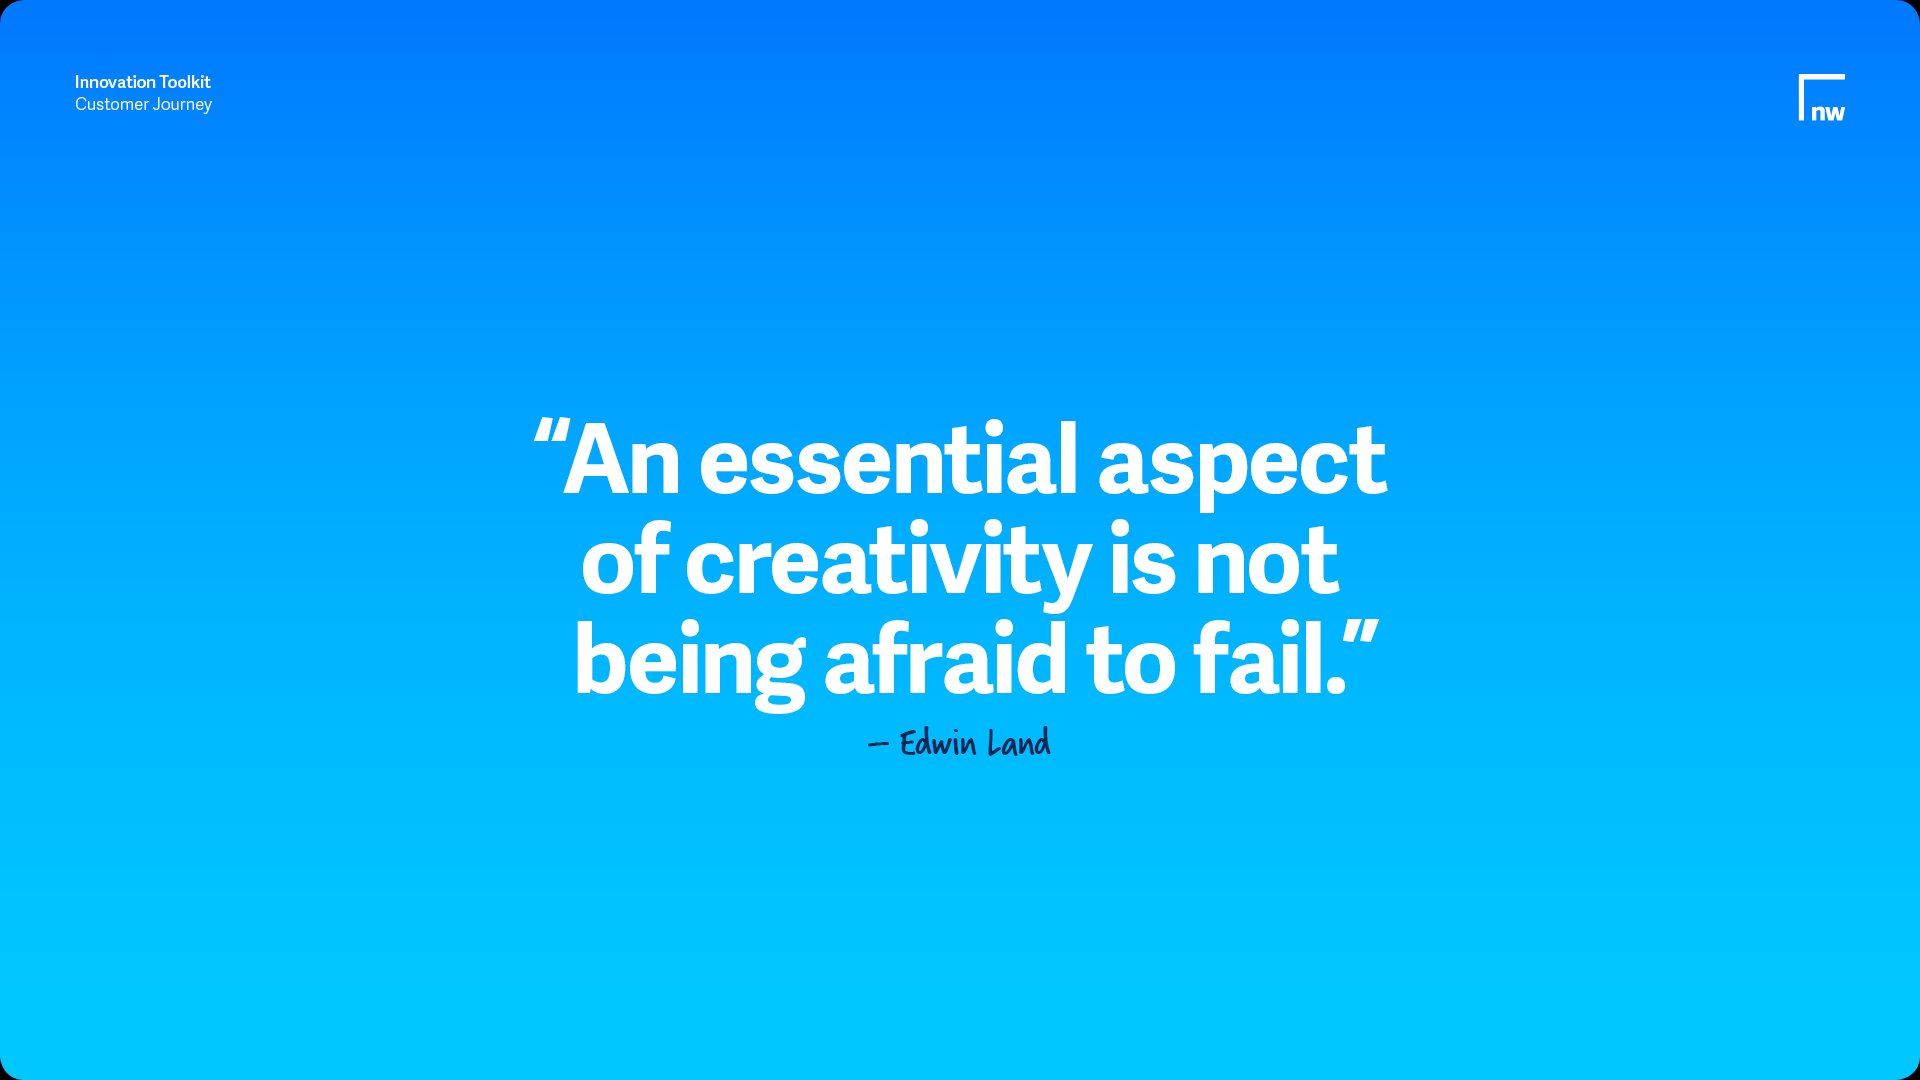 Innovation Toolkit
Customer Journey
nw
“An essential aspect
of creativity is not
being afraid to fail.”
– Edwin Land